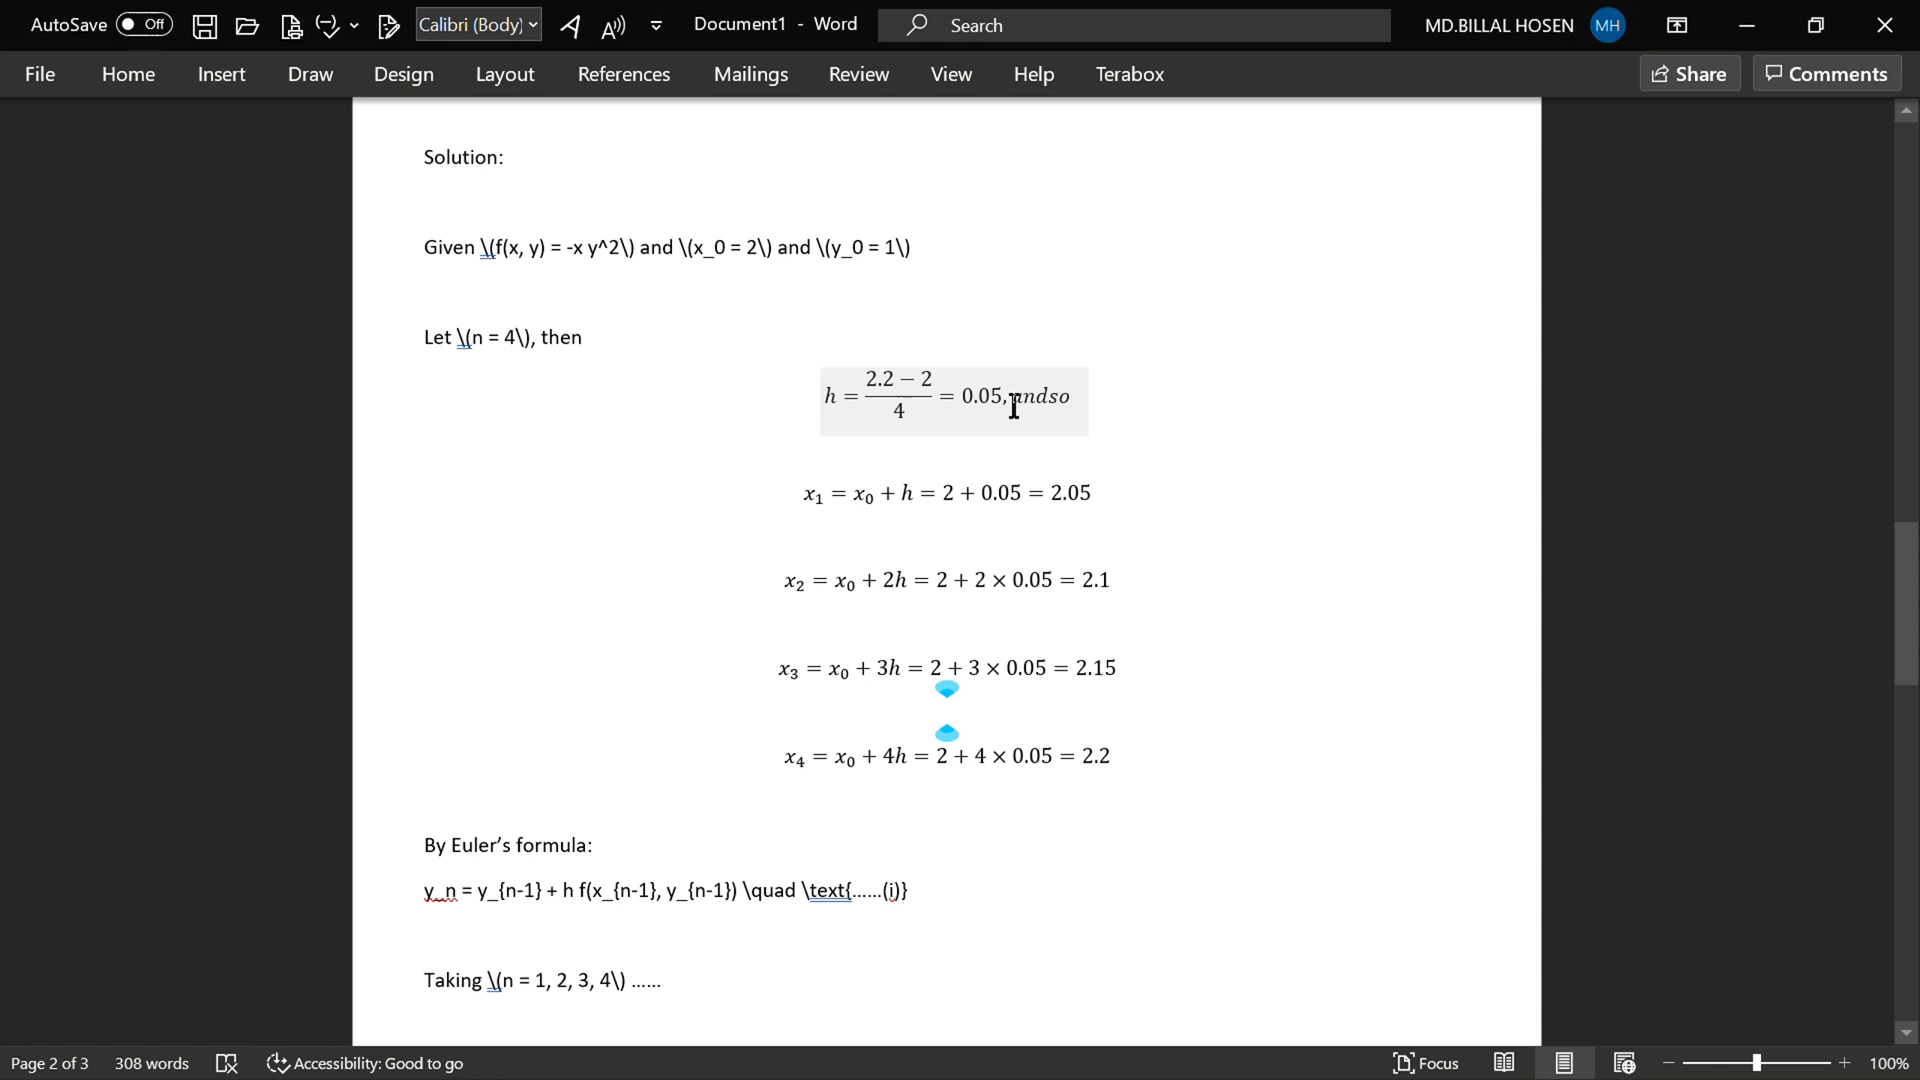 AutoSave Off Calibri (Body) Document1 - Word Search MD.BILLAL HOSEN MH
File Home Insert Draw Design Layout References Mailings Review View Help Terabox Share Comments
Solution:
Given \(f(x, y) = -x y^2\) and \(x_0 = 2\) and \(y_0 = 1\)
Let \(n = 4\), then
h = \frac{2.2 − 2}{4} = 0.05, andso
x₁ = x₀ + h = 2 + 0.05 = 2.05
x₂ = x₀ + 2h = 2 + 2 × 0.05 = 2.1
x₃ = x₀ + 3h = 2 + 3 × 0.05 = 2.15
x₄ = x₀ + 4h = 2 + 4 × 0.05 = 2.2
By Euler’s formula:
y_n = y_{n-1} + h f(x_{n-1}, y_{n-1}) \quad \text{......(i)}
Taking \(n = 1, 2, 3, 4\) ......
Page 2 of 3 308 words Accessibility: Good to go Focus 100%